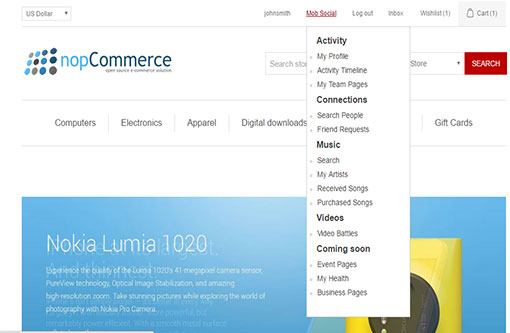 US Dollar
johnsmith
Mob Social
Log out
Inbox
Wishlist (1)
Cart (1)
nopCommerce
open source e-commerce solution
Search store
Store
SEARCH
Activity
My Profile
Activity Timeline
My Team Pages
Connections
Search People
Friend Requests
Music
Search
My Artists
Received Songs
Purchased Songs
Videos
Video Battles
Coming soon
Event Pages
My Health
Business Pages
Computers
Electronics
Apparel
Digital downloads
Gift Cards
Nokia Lumia 1020
Experience the quality of the Lumia 1020's 41-megapixel camera sensor,
PureView technology, Optical Image Stabilization, and amazing
high-resolution zoom. Take stunning pictures while exploring the world of
photography with Nokia Pro Camera.